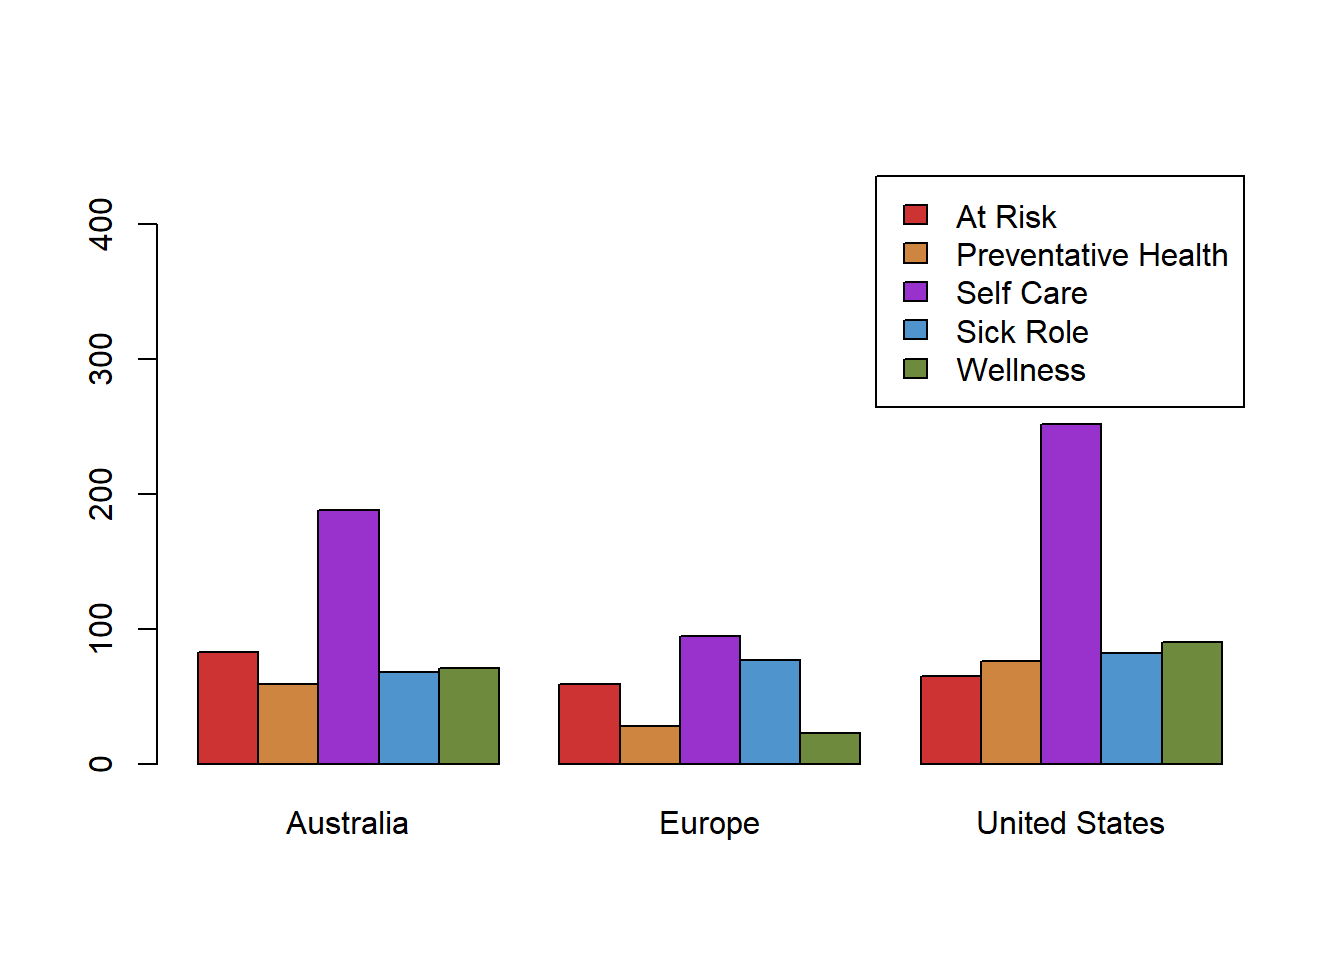 400
300
200
100
0
At Risk
Preventative Health
Self Care
Sick Role
Wellness
Australia
Europe
United States